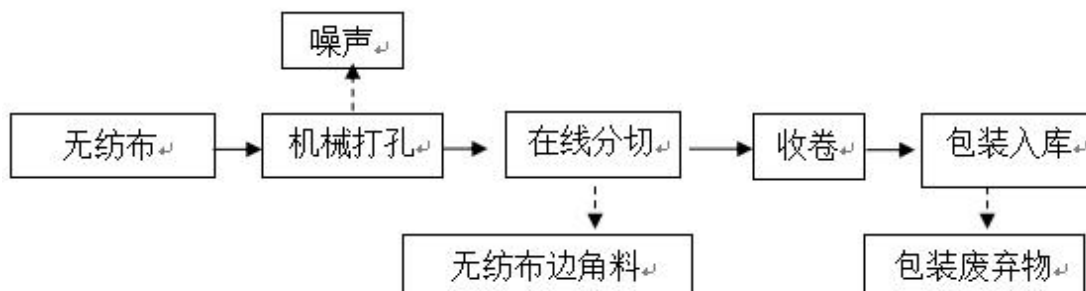 噪声
无纺布
机械打孔
在线分切
收卷
包装入库
无纺布边角料
包装废弃物